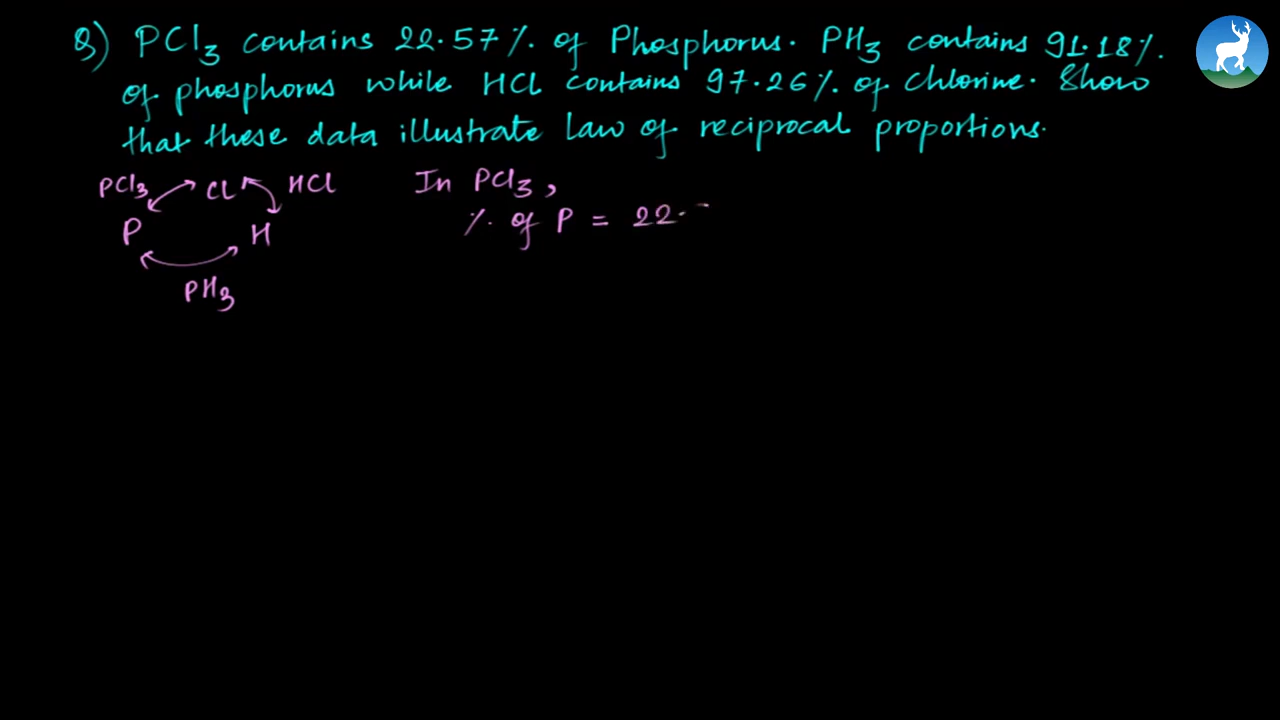 Q) PCl3 contains 22.57%. of Phosphorus. PH3 contains 91.18%.
of phosphorus while HCl contains 97.26%. of chlorine. Show
that these data illustrate Law of reciprocal proportions.
PCl3 Cl HCl
In PCl3,
P H
%. of P = 22.
PH3